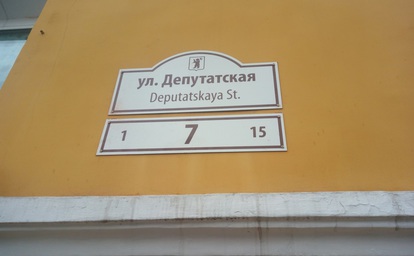 ул. Депутатская
Deputatskaya St.
1 7 15